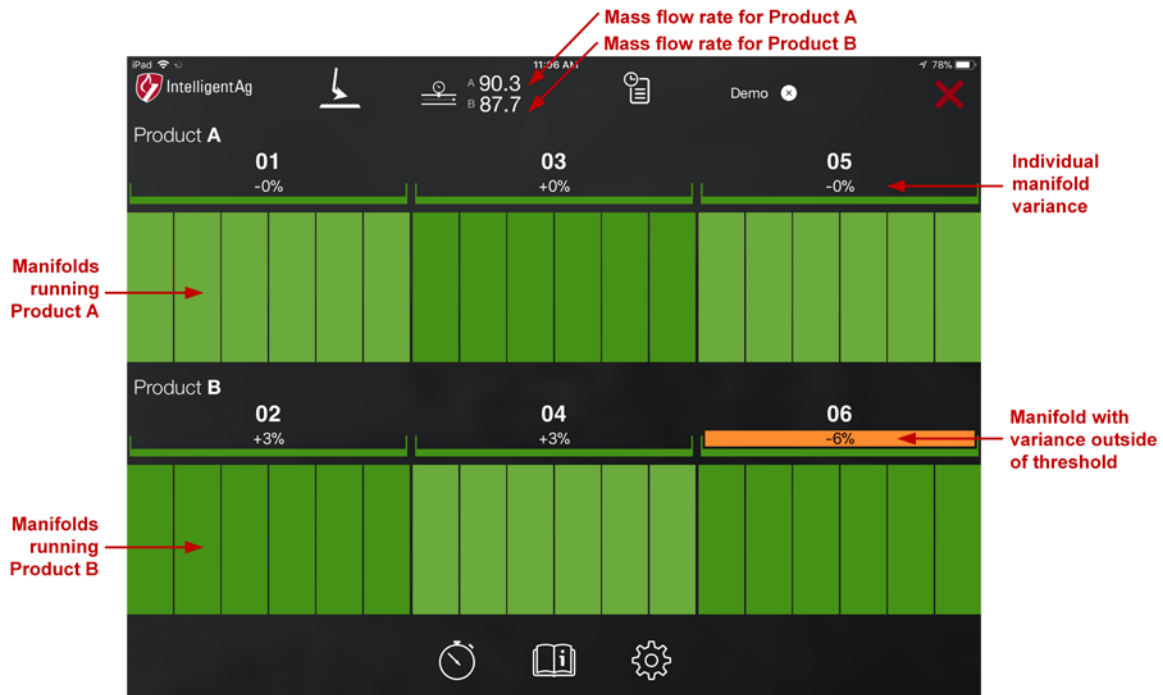 Mass flow rate for Product A
Mass flow rate for Product B
iPad 11:06 AM 78%
IntelligentAg
A 90.3
B 87.7
Demo
Product A
01 03 05
-0% +0% -0%
Individual
manifold
variance
Manifolds
running
Product A
Product B
02 04 06
+3% +3% -6%
Manifold with
variance outside
of threshold
Manifolds
running
Product B
i